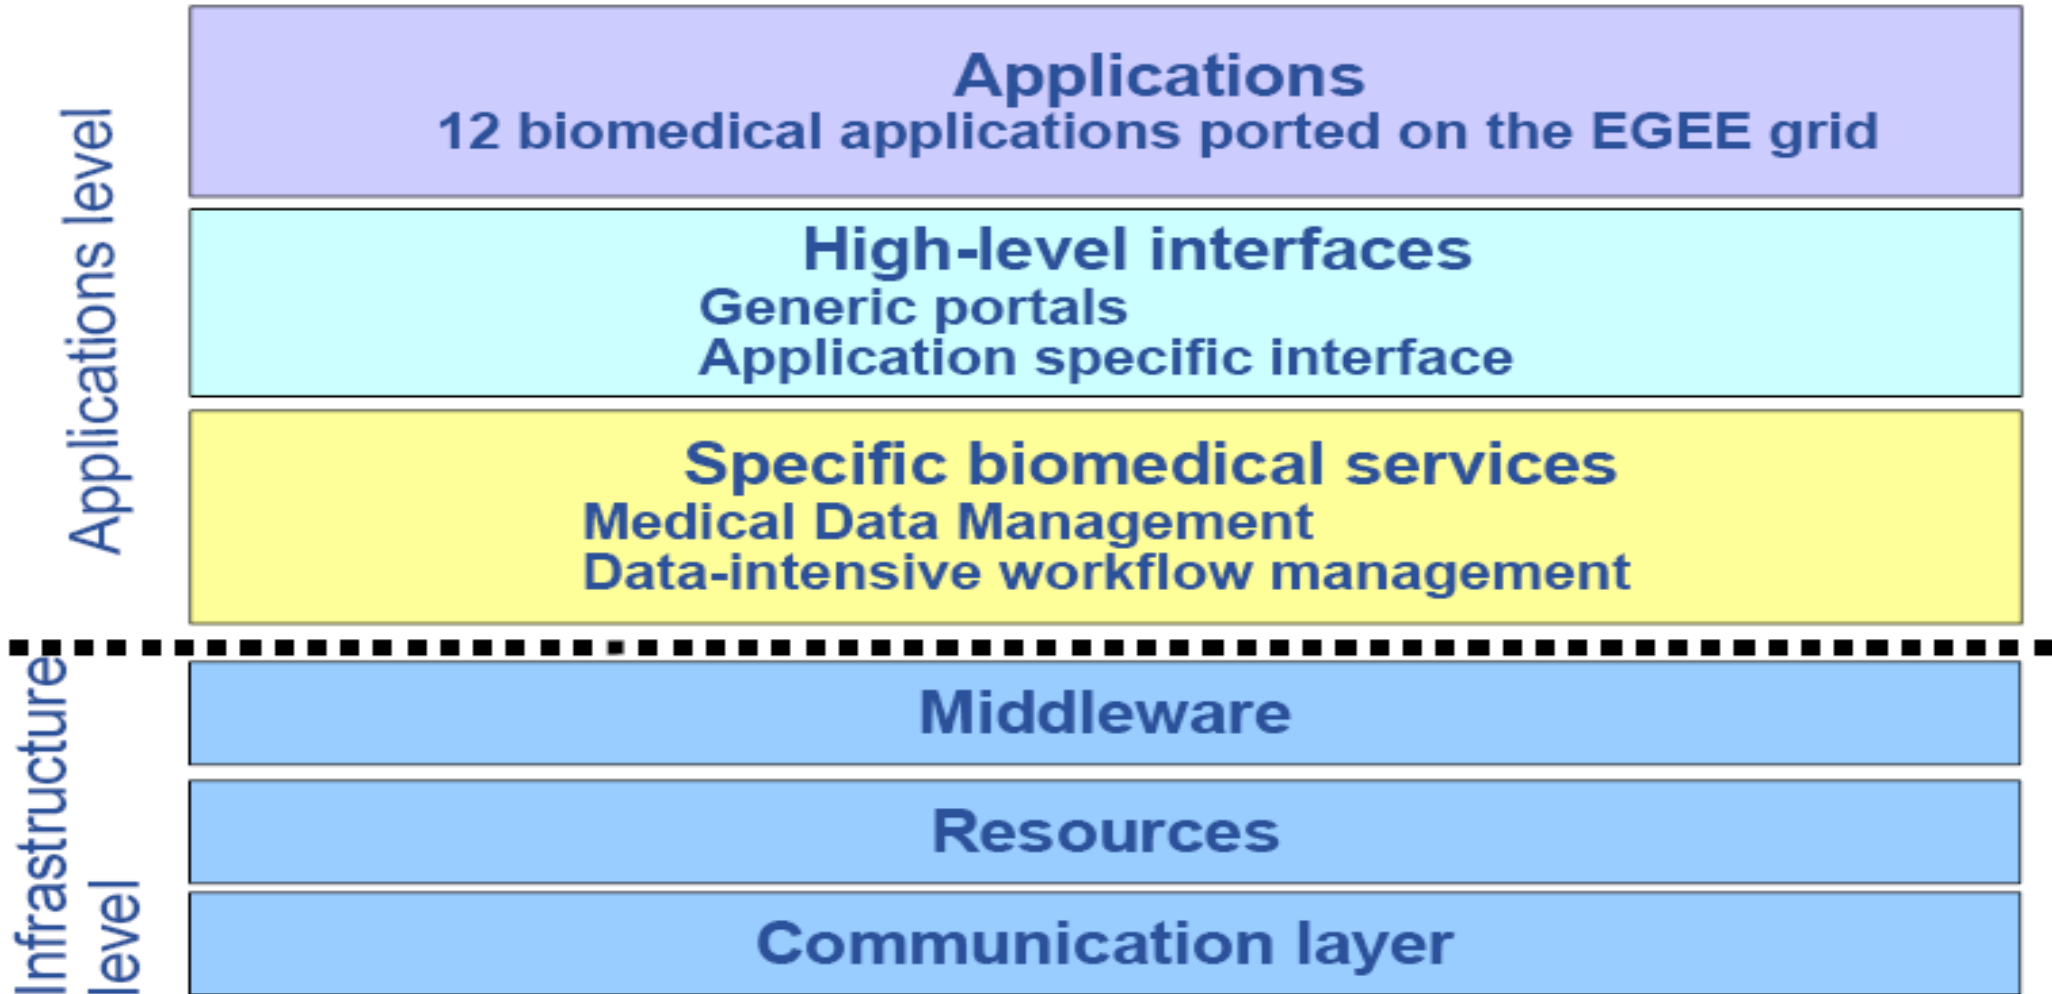 Applications level
Applications
12 biomedical applications ported on the EGEE grid
High-level interfaces
Generic portals
Application specific interface
Specific biomedical services
Medical Data Management
Data-intensive workflow management
Infrastructure
level
Middleware
Resources
Communication layer